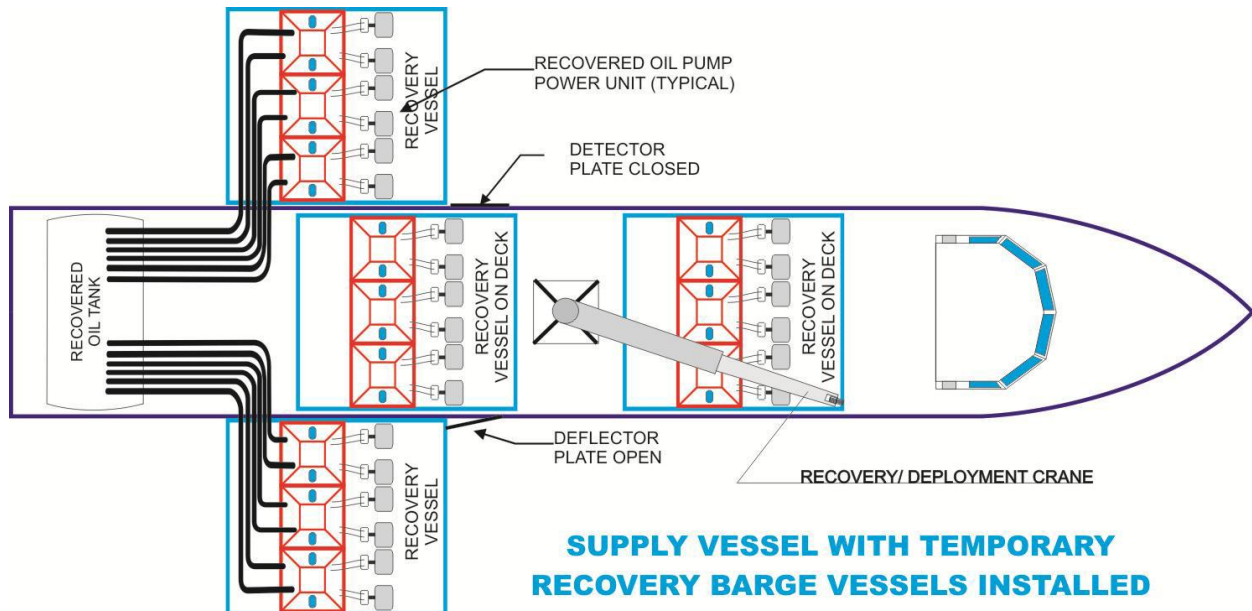 RECOVERY
VESSEL
RECOVERED OIL PUMP
POWER UNIT (TYPICAL)
DETECTOR
PLATE CLOSED
RECOVERED
OIL TANK
RECOVERY
VESSEL ON DECK
RECOVERY
VESSEL ON DECK
RECOVERY
VESSEL
DEFLECTOR
PLATE OPEN
RECOVERY/ DEPLOYMENT CRANE
SUPPLY VESSEL WITH TEMPORARY
RECOVERY BARGE VESSELS INSTALLED